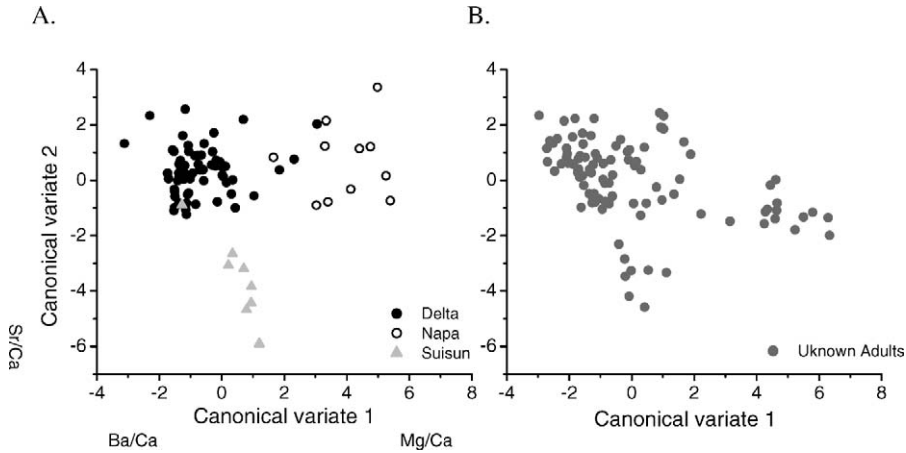 A.
B.
4
2
0
-2
-4
-6
Canonical variate 2
Sr/Ca
Delta
Napa
Suisun
-4 -2 0 2 4 6 8
Canonical variate 1
Ba/Ca Mg/Ca
4
2
0
-2
-4
-6
Uknown Adults
-4 -2 0 2 4 6 8
Canonical variate 1